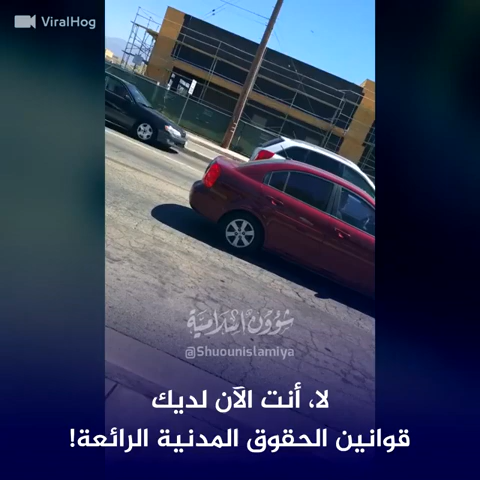 ViralHog
شؤون إسلامية
@Shuounislamiya
لا، أنت الآن لديك
قوانين الحقوق المدنية الرائعة!